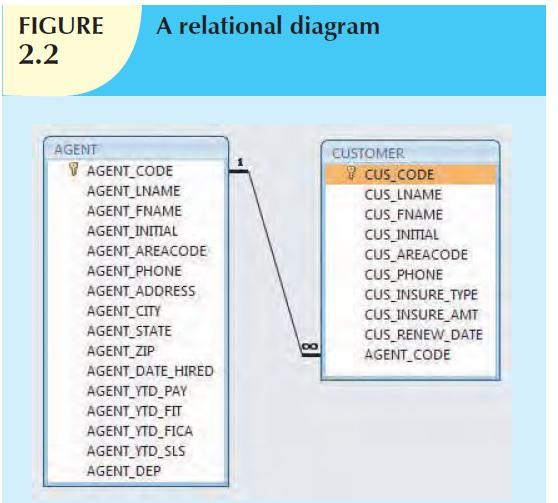 FIGURE
2.2
A relational diagram
AGENT
AGENT_CODE
AGENT_LNAME
AGENT_FNAME
AGENT_INITIAL
AGENT_AREACODE
AGENT_PHONE
AGENT_ADDRESS
AGENT_CITY
AGENT_STATE
AGENT_ZIP
AGENT_DATE_HIRED
AGENT_YTD_PAY
AGENT_YTD_FIT
AGENT_YTD_FICA
AGENT_YTD_SLS
AGENT_DEP
1
∞
CUSTOMER
CUS_CODE
CUS_LNAME
CUS_FNAME
CUS_INITIAL
CUS_AREACODE
CUS_PHONE
CUS_INSURE_TYPE
CUS_INSURE_AMT
CUS_RENEW_DATE
AGENT_CODE